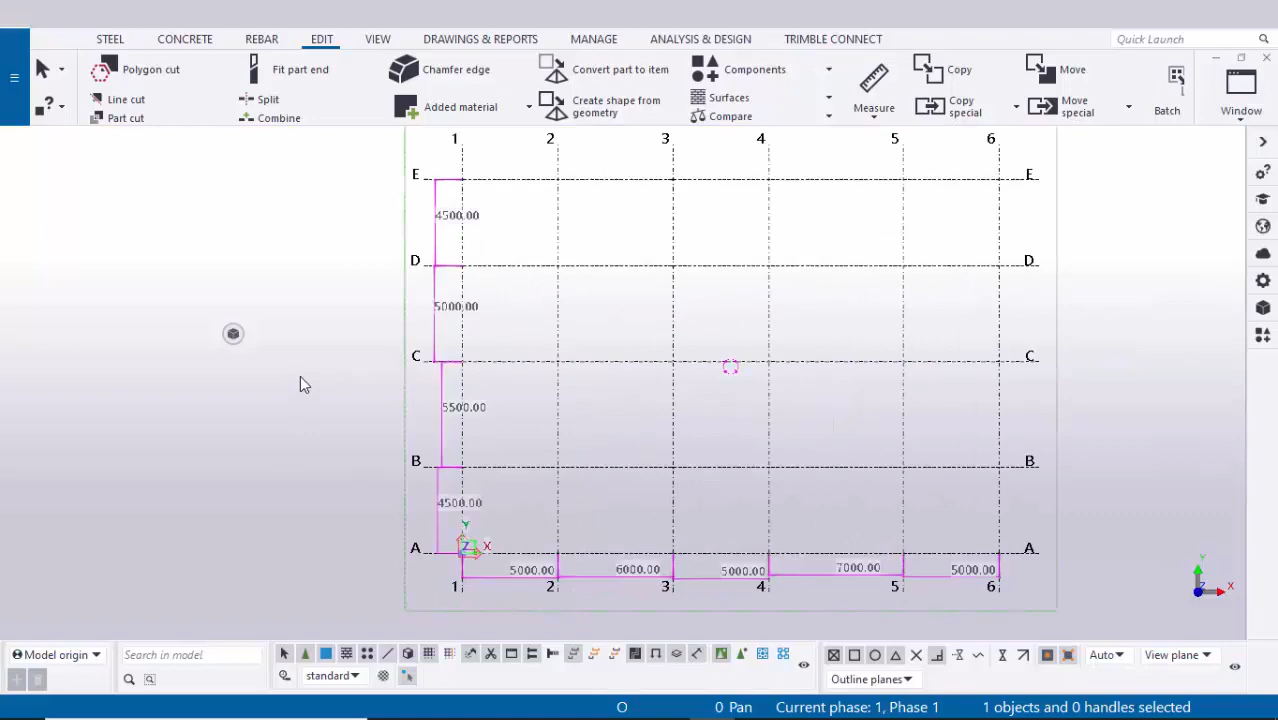 STEEL CONCRETE REBAR EDIT VIEW DRAWINGS & REPORTS MANAGE ANALYSIS & DESIGN TRIMBLE CONNECT Quick Launch
Polygon cut Fit part end Chamfer edge Convert part to item Components Copy Move
Line cut Split Added material Create shape from geometry Surfaces Measure Copy special Move special Batch Window
Part cut Combine Compare
1 2 3 4 5 6
E E
4500.00
D D
5000.00
C C
5500.00
B B
4500.00
Y
A Z X A
5000.00 6000.00 5000.00 7000.00 5000.00
1 2 3 4 5 6
Y
Z X
Model origin Search in model Auto View plane
standard Outline planes
O 0 Pan Current phase: 1, Phase 1 1 objects and 0 handles selected